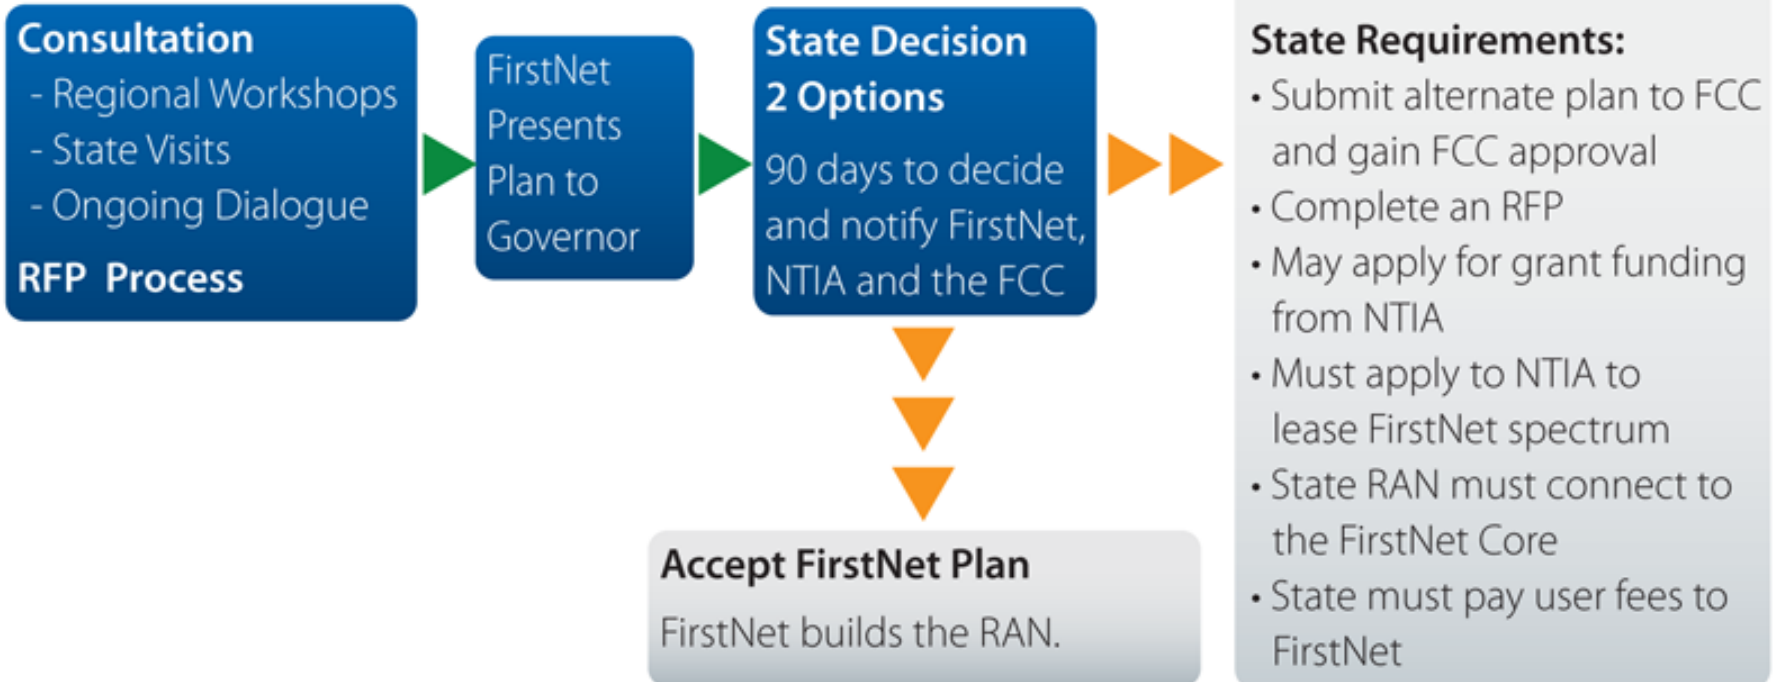 Consultation
- Regional Workshops
- State Visits
- Ongoing Dialogue
RFP Process
FirstNet
Presents
Plan to
Governor
State Decision
2 Options
90 days to decide
and notify FirstNet,
NTIA and the FCC
Accept FirstNet Plan
FirstNet builds the RAN.
State Requirements:
• Submit alternate plan to FCC
and gain FCC approval
• Complete an RFP
• May apply for grant funding
from NTIA
• Must apply to NTIA to
lease FirstNet spectrum
• State RAN must connect to
the FirstNet Core
• State must pay user fees to
FirstNet